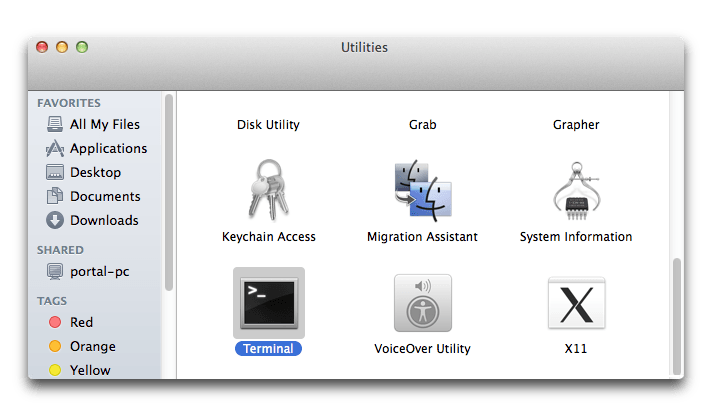 Utilities
FAVORITES
All My Files
Applications
Desktop
Documents
Downloads
SHARED
portal-pc
TAGS
Red
Orange
Yellow
Disk Utility
Grab
Grapher
Keychain Access
Migration Assistant
System Information
>_
Terminal
VoiceOver Utility
X
X11